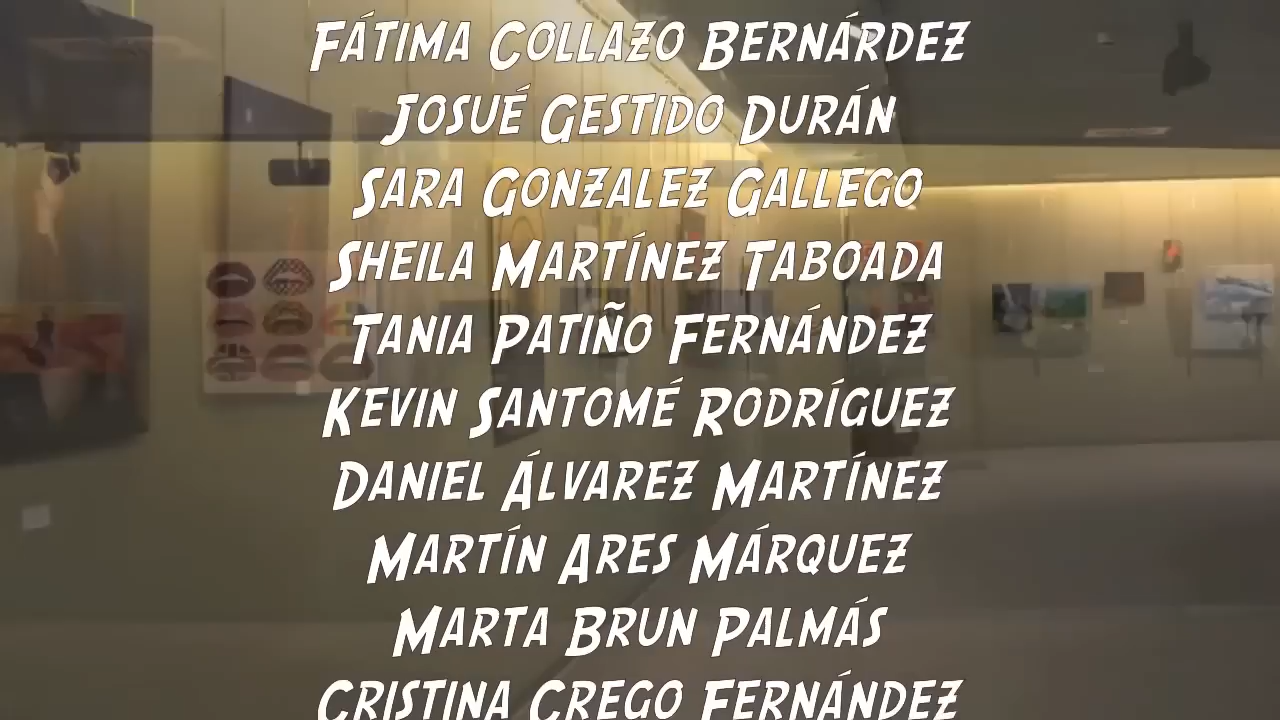 Fátima Collazo Bernárdez
Josué Gestido Durán
Sara Gonzalez Gallego
Sheila Martínez Taboada
Tania Patiño Fernández
Kevin Santomé Rodríguez
Daniel Álvarez Martínez
Martín Ares Márquez
Marta Brun Palmás
Cristina Crego Fernández